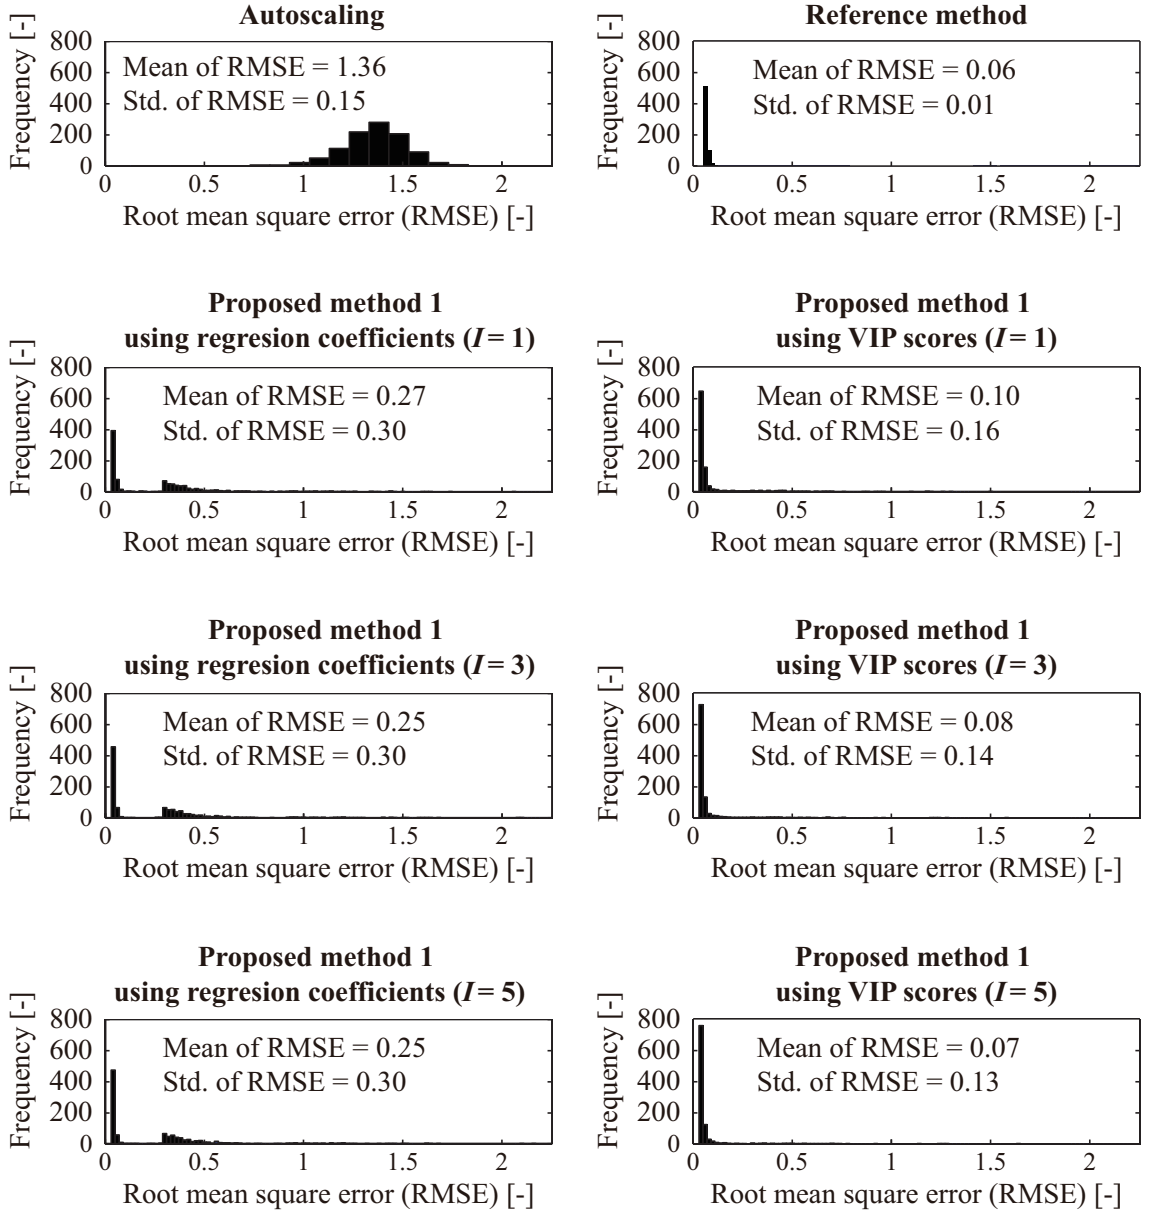 Autoscaling
Frequency [-]
800
600
400
200
0
Mean of RMSE = 1.36
Std. of RMSE = 0.15
0 0.5 1 1.5 2
Root mean square error (RMSE) [-]
Reference method
Frequency [-]
800
600
400
200
0
Mean of RMSE = 0.06
Std. of RMSE = 0.01
0 0.5 1 1.5 2
Root mean square error (RMSE) [-]
Proposed method 1
using regresion coefficients (I = 1)
Frequency [-]
800
600
400
200
0
Mean of RMSE = 0.27
Std. of RMSE = 0.30
0 0.5 1 1.5 2
Root mean square error (RMSE) [-]
Proposed method 1
using VIP scores (I = 1)
Frequency [-]
800
600
400
200
0
Mean of RMSE = 0.10
Std. of RMSE = 0.16
0 0.5 1 1.5 2
Root mean square error (RMSE) [-]
Proposed method 1
using regresion coefficients (I = 3)
Frequency [-]
800
600
400
200
0
Mean of RMSE = 0.25
Std. of RMSE = 0.30
0 0.5 1 1.5 2
Root mean square error (RMSE) [-]
Proposed method 1
using VIP scores (I = 3)
Frequency [-]
800
600
400
200
0
Mean of RMSE = 0.08
Std. of RMSE = 0.14
0 0.5 1 1.5 2
Root mean square error (RMSE) [-]
Proposed method 1
using regresion coefficients (I = 5)
Frequency [-]
800
600
400
200
0
Mean of RMSE = 0.25
Std. of RMSE = 0.30
0 0.5 1 1.5 2
Root mean square error (RMSE) [-]
Proposed method 1
using VIP scores (I = 5)
Frequency [-]
800
600
400
200
0
Mean of RMSE = 0.07
Std. of RMSE = 0.13
0 0.5 1 1.5 2
Root mean square error (RMSE) [-]